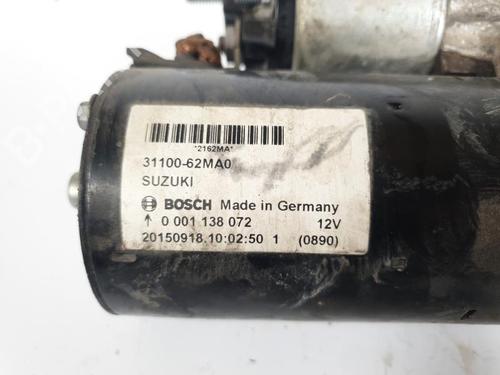 *2162MA*
31100-62MA0
SUZUKI
BOSCH Made in Germany
0 001 138 072 12V
20150918.10:02:50 1 (0890)